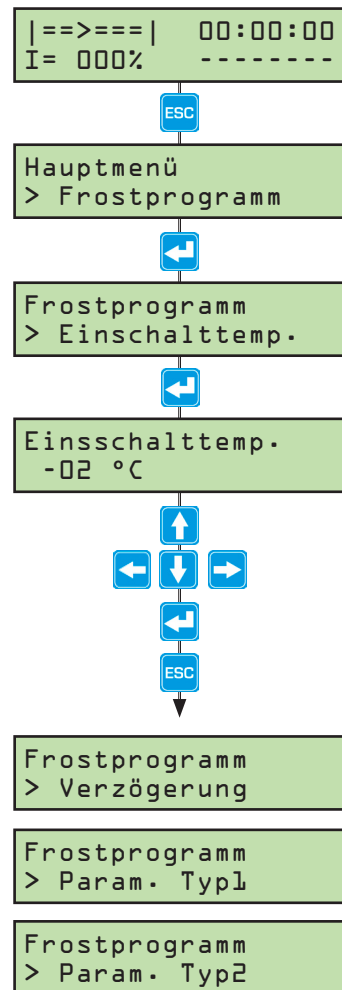 |==>===| 00:00:00
I= 000% --------
ESC
Hauptmenü
> Frostprogramm
Frostprogramm
> Einschalttemp.
Einsschalttemp.
-02 °C
ESC
Frostprogramm
> Verzögerung
Frostprogramm
> Param. Typ1
Frostprogramm
> Param. Typ2